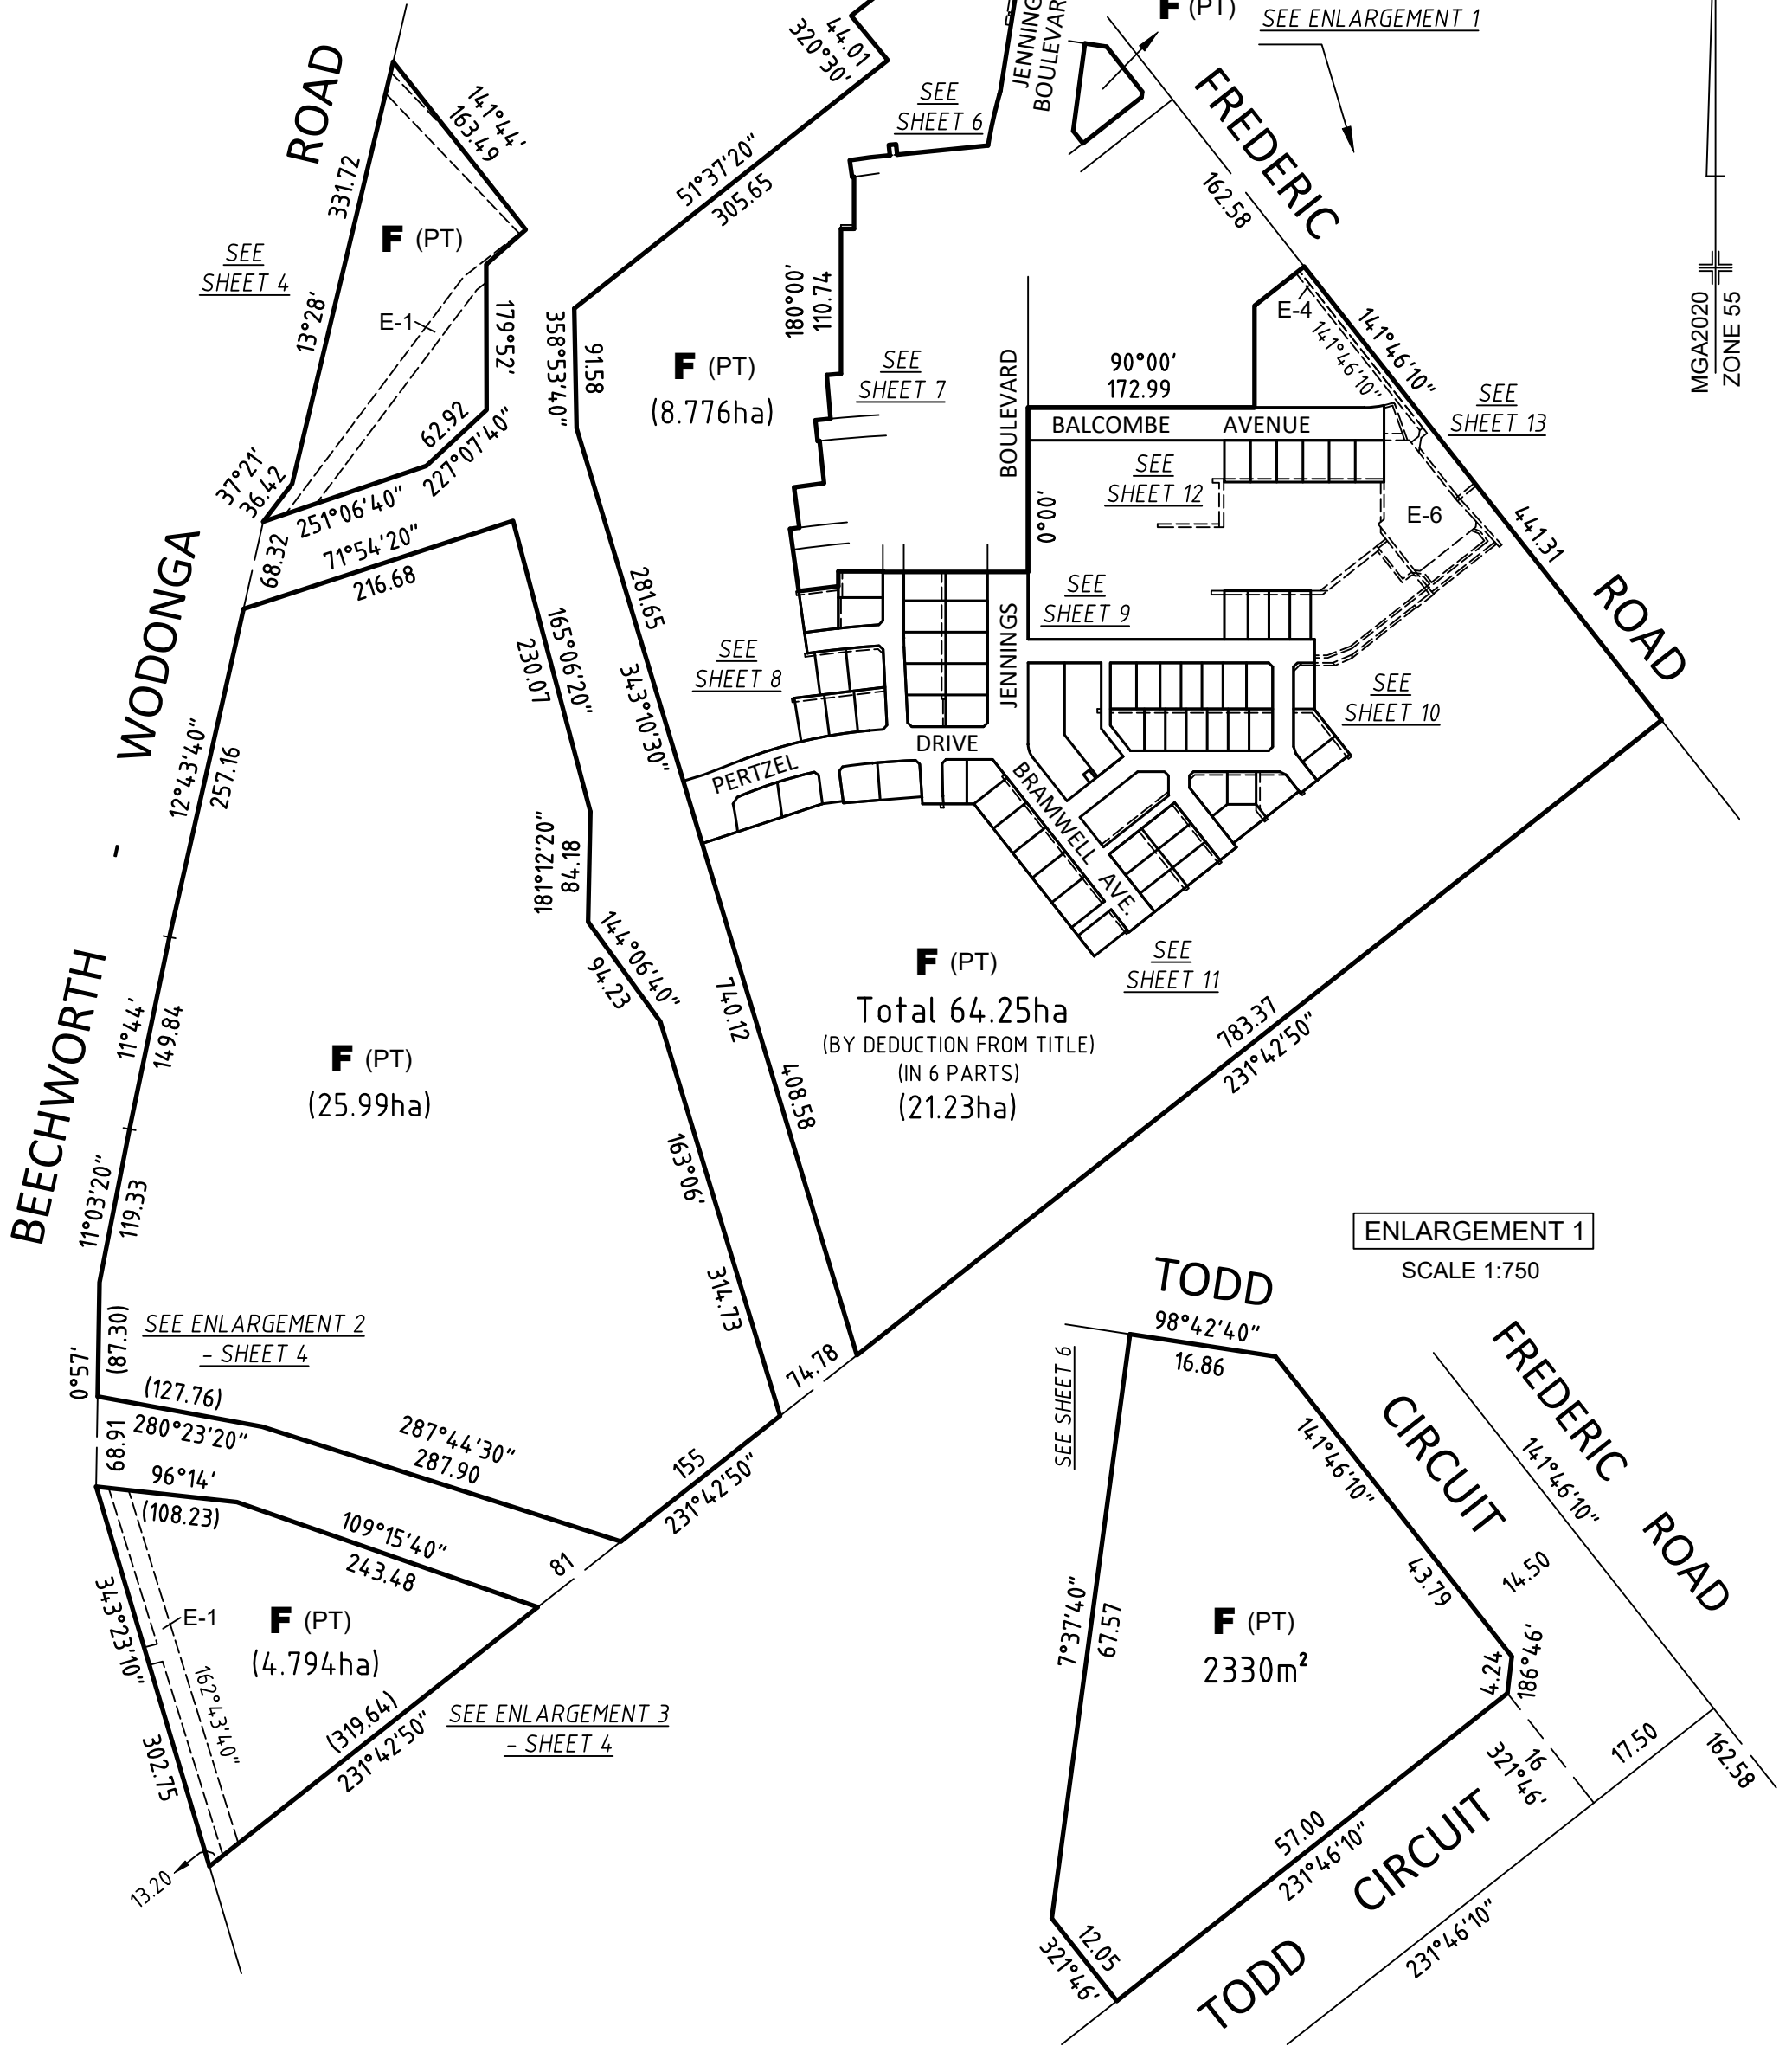 F (PT)
SEE ENLARGEMENT 1
44.01
320°30'
JENNING
BOULEVAR
ROAD
141°44'
163.49
SEE
SHEET 6
FREDERIC
331.72
51°37'20"
305.65
162.58
F (PT)
SEE
SHEET 4
180°00'
110.74
E-4
141°46'10"
141°46'10"
MGA2020
ZONE 55
13°28'
E-1
179°52'
358°53'40"
91.58
F (PT)
(8.776ha)
SEE
SHEET 7
BOULEVARD
90°00'
172.99
SEE
SHEET 13
BALCOMBE AVENUE
62.92
227°07'40"
37°21'
36.42
251°06'40"
SEE
SHEET 12
0°00'
E-6
441.31
68.32
71°54'20"
216.68
WODONGA
281.65
SEE
SHEET 9
ROAD
165°06'20"
230.07
SEE
SHEET 8
JENNINGS
343°10'30"
SEE
SHEET 10
12°43'40"
257.16
DRIVE
PERTZEL
BRAMWELL
AVE.
-
181°12'20"
84.18
144°06'40"
94.23
BEECHWORTH
F (PT)
Total 64.25ha
(BY DEDUCTION FROM TITLE)
(IN 6 PARTS)
(21.23ha)
SEE
SHEET 11
740.12
783.37
231°42'50"
11°44'
149.84
F (PT)
(25.99ha)
408.58
163°06'
11°03'20"
119.33
314.73
ENLARGEMENT 1
SCALE 1:750
0°57'
(87.30)
SEE ENLARGEMENT 2
- SHEET 4
74.78
TODD
98°42'40"
16.86
SEE SHEET 6
FREDERIC
(127.76)
280°23'20"
287°44'30"
287.90
68.91
155
231°42'50"
CIRCUIT
141°46'10"
141°46'10"
ROAD
96°14'
(108.23)
109°15'40"
243.48
81
43.79
14.50
343°23'10"
E-1
F (PT)
(4.794ha)
7°37'40"
67.57
F (PT)
2330m²
4.24
186°46'
162°43'40"
(319.64)
231°42'50"
SEE ENLARGEMENT 3
- SHEET 4
302.75
16
321°46'
17.50
162.58
57.00
231°46'10"
CIRCUIT
13.20
12.05
321°46'
TODD
231°46'10"